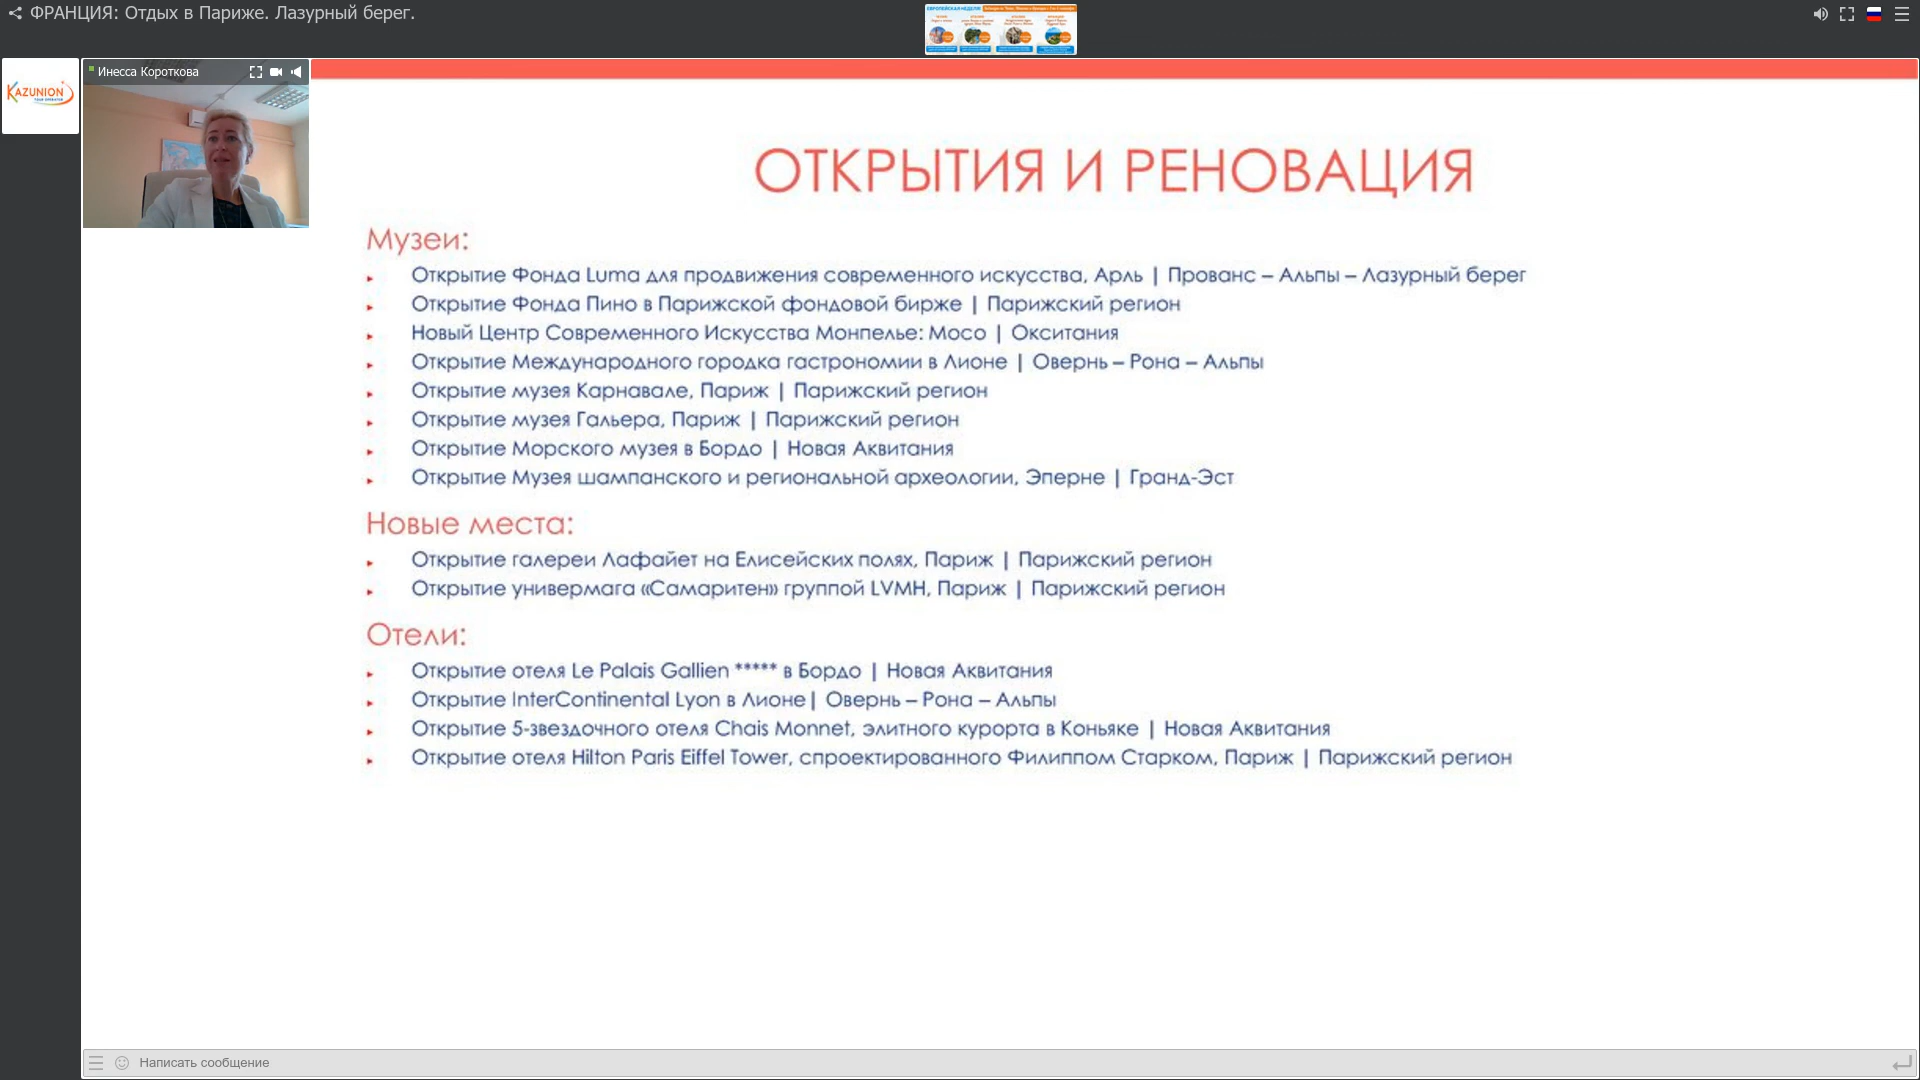 ФРАНЦИЯ: Отдых в Париже. Лазурный берег.
ЕВРОПЕЙСКАЯ НЕДЕЛЯ
KAZUNION
TOUR OPERATOR
Инесса Короткова
ОТКРЫТИЯ И РЕНОВАЦИЯ
Музеи:
Открытие Фонда Luma для продвижения современного искусства, Арль | Прованс – Альпы – Лазурный берег
Открытие Фонда Пино в Парижской фондовой бирже | Парижский регион
Новый Центр Современного Искусства Монпелье: Мосо | Окситания
Открытие Международного городка гастрономии в Лионе | Овернь – Рона – Альпы
Открытие музея Карнавале, Париж | Парижский регион
Открытие музея Гальера, Париж | Парижский регион
Открытие Морского музея в Бордо | Новая Аквитания
Открытие Музея шампанского и региональной археологии, Эперне | Гранд-Эст
Новые места:
Открытие галереи Лафайет на Елисейских полях, Париж | Парижский регион
Открытие универмага «Самаритен» группой LVMH, Париж | Парижский регион
Отели:
Открытие отеля Le Palais Gallien ***** в Бордо | Новая Аквитания
Открытие InterContinental Lyon в Лионе| Овернь – Рона – Альпы
Открытие 5-звездочного отеля Chais Monnet, элитного курорта в Коньяке | Новая Аквитания
Открытие отеля Hilton Paris Eiffel Tower, спроектированного Филиппом Старком, Париж | Парижский регион
Написать сообщение